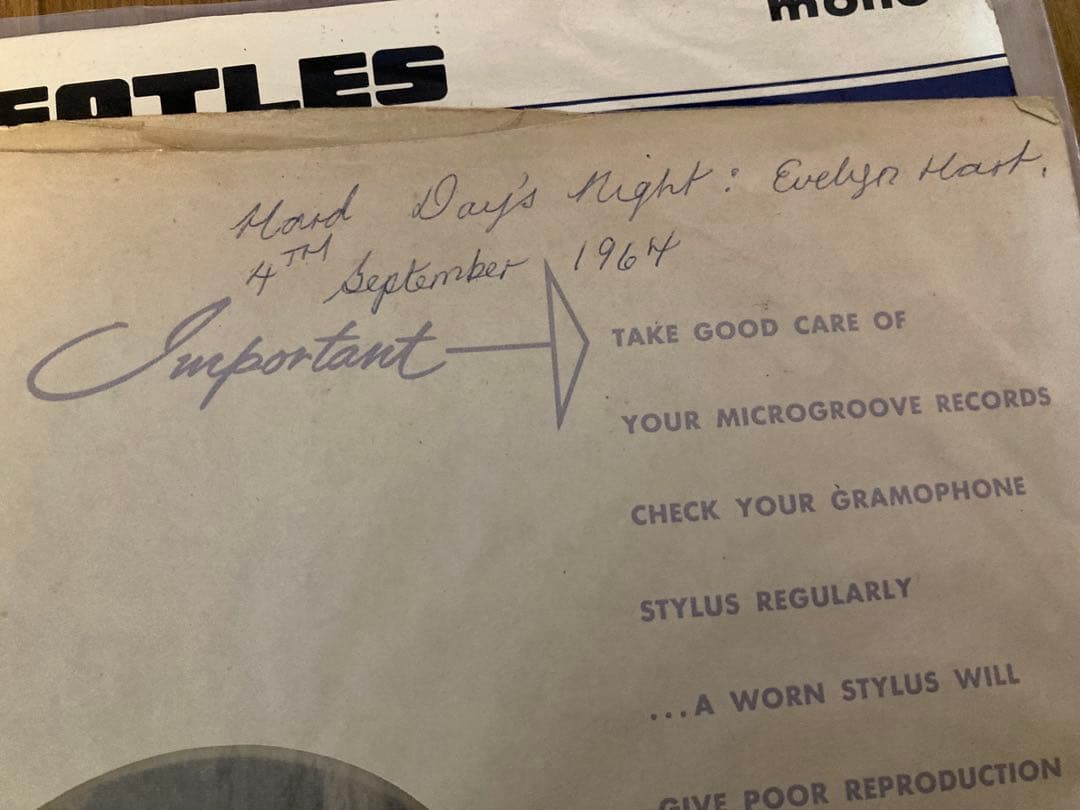 mono
EATLES
Hard Day's Night : Evelyn Hart.
4TH September 1964
Important
TAKE GOOD CARE OF
YOUR MICROGROOVE RECORDS
CHECK YOUR GRAMOPHONE
STYLUS REGULARLY
...A WORN STYLUS WILL
GIVE POOR REPRODUCTION